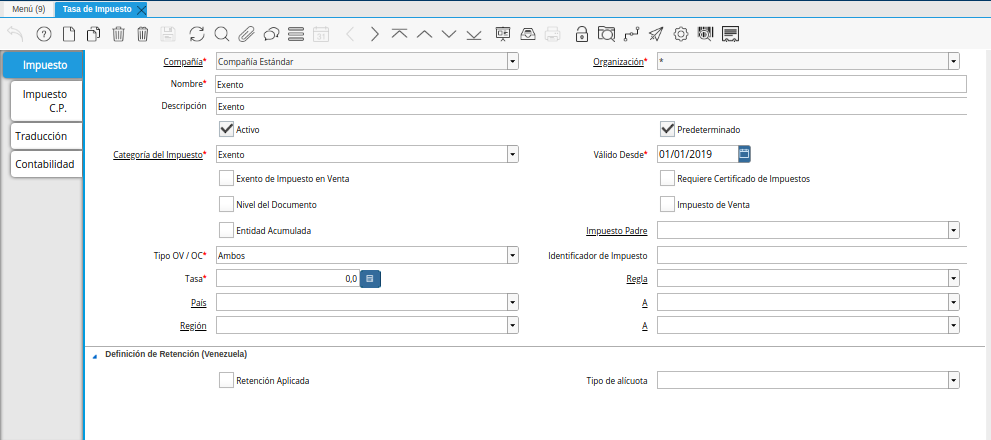 Menú (9)
Tasa de Impuesto
Impuesto
Impuesto
C.P.
Traducción
Contabilidad
Compañía* Compañía Estándar Organización* *
Nombre* Exento
Descripción Exento
Activo Predeterminado
Categoría del Impuesto* Exento Válido Desde* 01/01/2019
Exento de Impuesto en Venta Requiere Certificado de Impuestos
Nivel del Documento Impuesto de Venta
Entidad Acumulada Impuesto Padre
Tipo OV / OC* Ambos Identificador de Impuesto
Tasa* 0,0 Regla
País A
Región A
Definición de Retención (Venezuela)
Retención Aplicada Tipo de alícuota